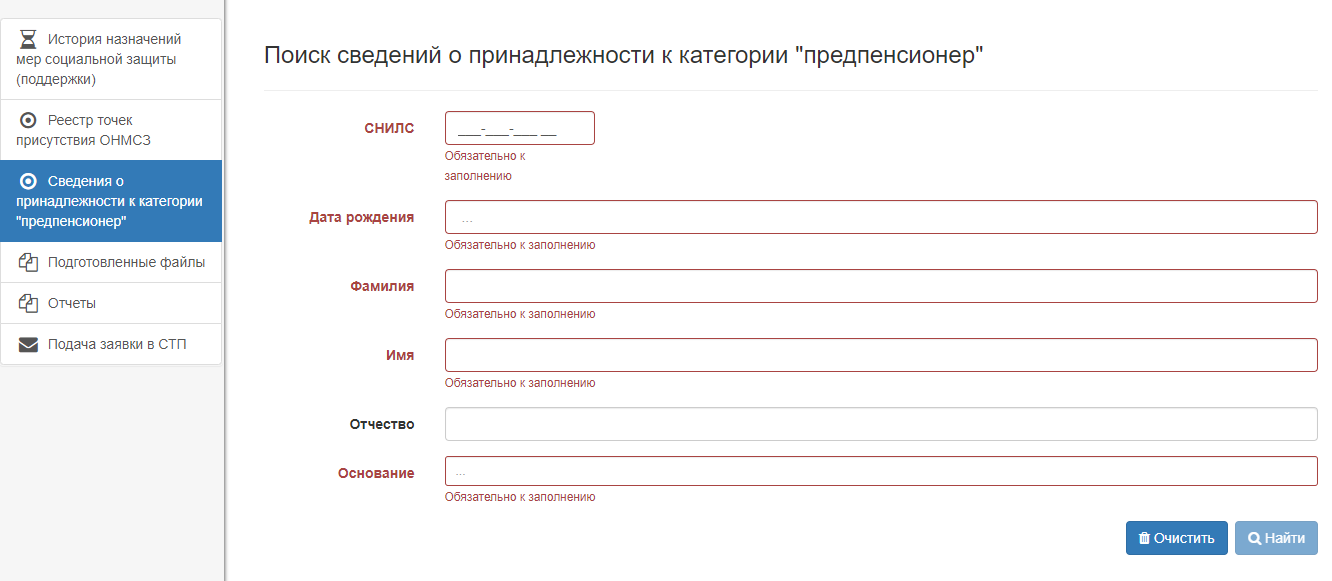 История назначений
мер социальной защиты
(поддержки)
Реестр точек
присутствия ОНМСЗ
Сведения о
принадлежности к категории
"предпенсионер"
Подготовленные файлы
Отчеты
Подача заявки в СТП
Поиск сведений о принадлежности к категории "предпенсионер"
СНИЛС
___-___-___ __
Обязательно к
заполнению
Дата рождения
...
Обязательно к заполнению
Фамилия
Обязательно к заполнению
Имя
Обязательно к заполнению
Отчество
Основание
...
Обязательно к заполнению
Очистить
Найти